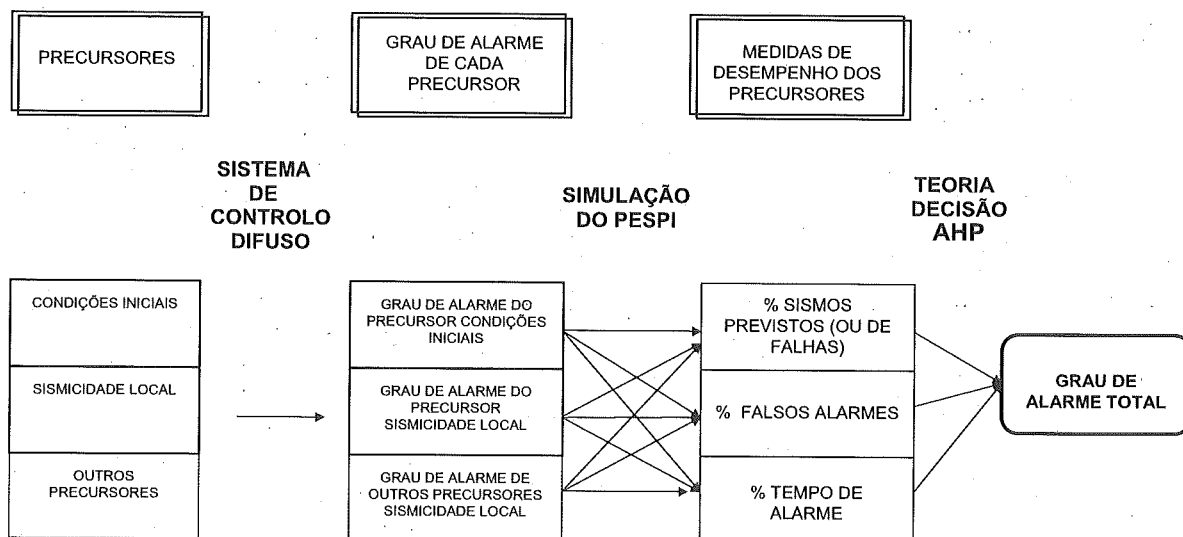 PRECURSORES
GRAU DE ALARME
DE CADA
PRECURSOR
MEDIDAS DE
DESEMPENHO DOS
PRECURSORES
SISTEMA
DE
CONTROLO
DIFUSO
SIMULAÇÃO
DO PESPI
TEORIA
DECISÃO
AHP
CONDIÇÕES INICIAIS
SISMICIDADE LOCAL
OUTROS
PRECURSORES
GRAU DE ALARME DO
PRECURSOR CONDIÇÕES
INICIAIS
GRAU DE ALARME DO
PRECURSOR
SISMICIDADE LOCAL
GRAU DE ALARME DE
OUTROS PRECURSORES
SISMICIDADE LOCAL
% SISMOS
PREVISTOS (OU DE
FALHAS)
% FALSOS ALARMES
% TEMPO DE
ALARME
GRAU DE
ALARME TOTAL